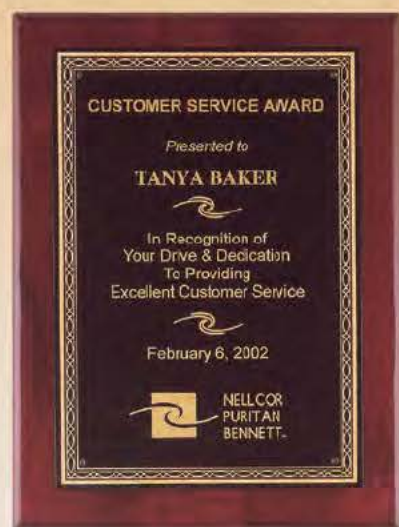 CUSTOMER SERVICE AWARD
Presented to
TANYA BAKER
In Recognition of
Your Drive & Dedication
To Providing
Excellent Customer Service
February 6, 2002
NELLCOR
PURITAN
BENNETT™